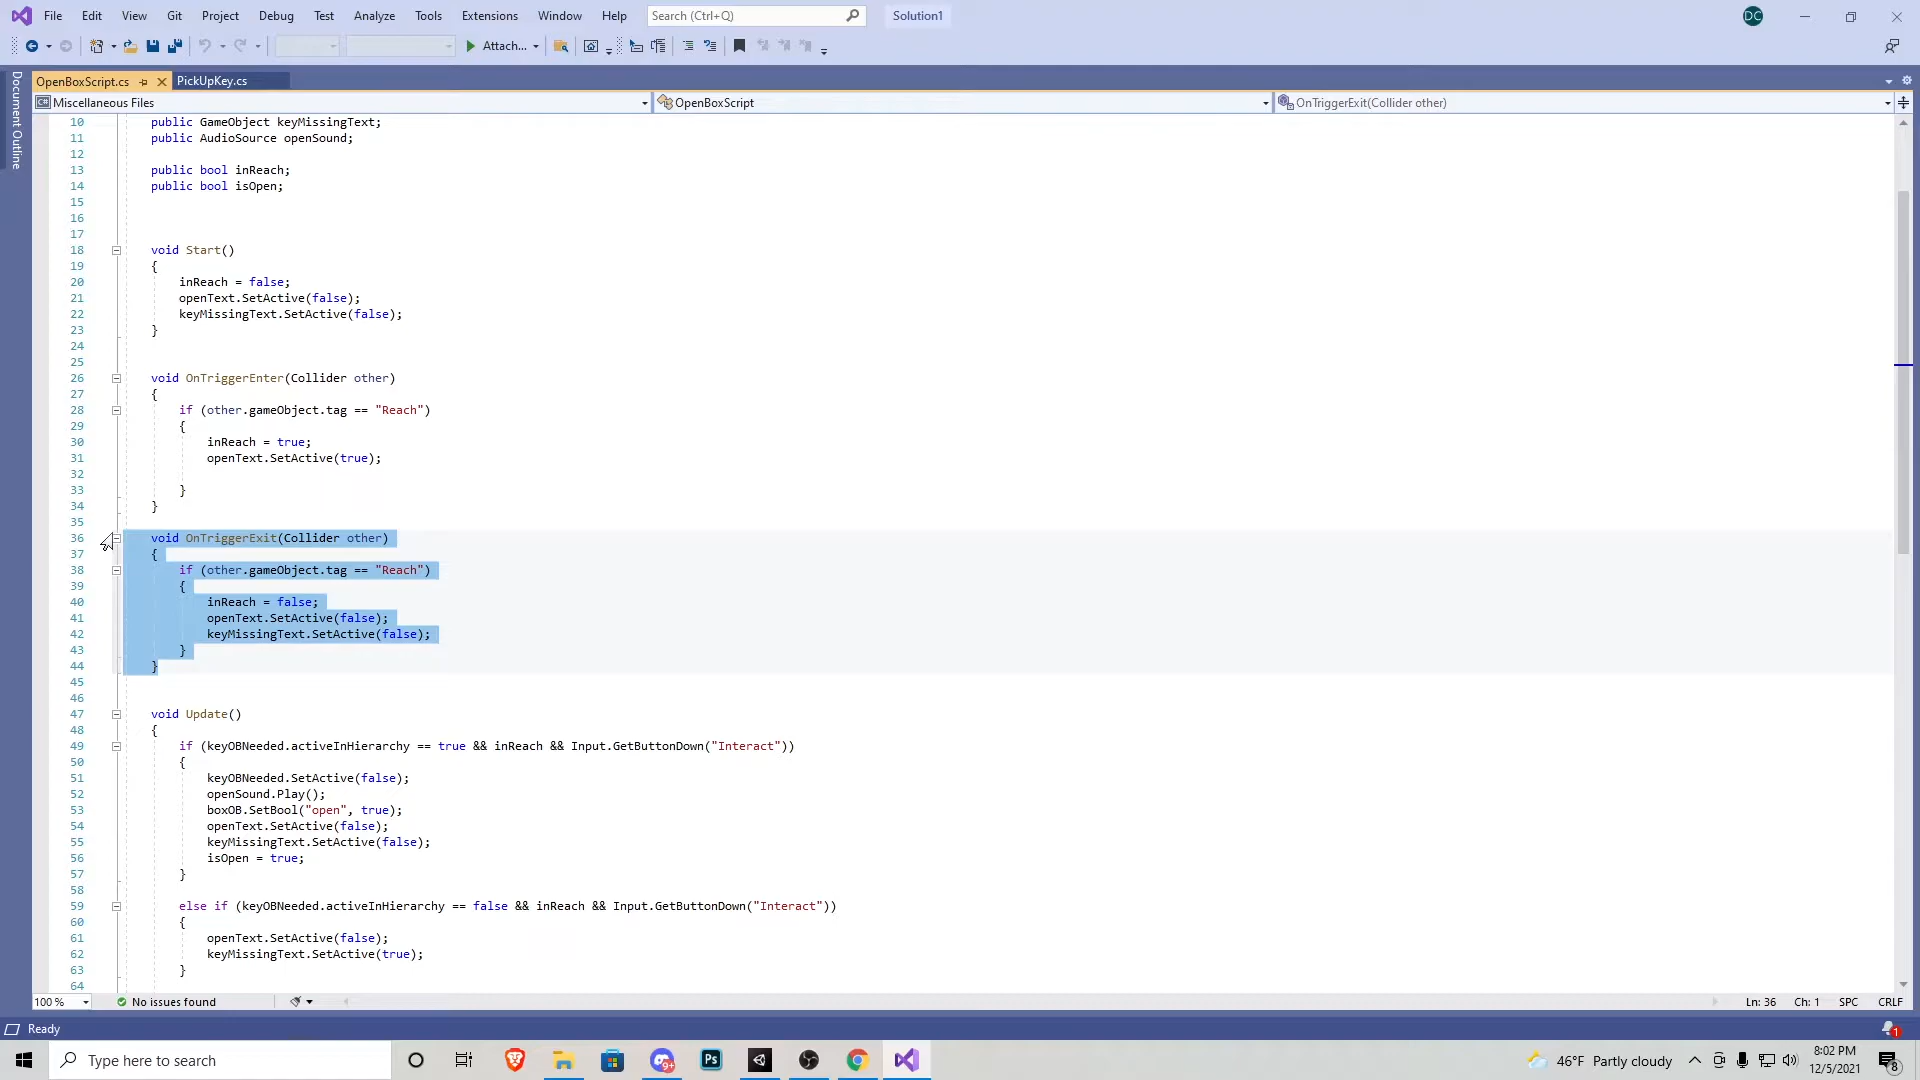 File Edit View Git Project Debug Test Analyze Tools Extensions Window Help Search (Ctrl+Q) Solution1 DC
Attach...
OpenBoxScript.cs PickUpKey.cs
Document Outline
Miscellaneous Files OpenBoxScript OnTriggerExit(Collider other)
10 public GameObject keyMissingText;
11 public AudioSource openSound;
12
13 public bool inReach;
14 public bool isOpen;
15
16
17
18 void Start()
19 {
20 inReach = false;
21 openText.SetActive(false);
22 keyMissingText.SetActive(false);
23 }
24
25
26 void OnTriggerEnter(Collider other)
27 {
28 if (other.gameObject.tag == "Reach")
29 {
30 inReach = true;
31 openText.SetActive(true);
32
33 }
34 }
35
36 void OnTriggerExit(Collider other)
37 {
38 if (other.gameObject.tag == "Reach")
39 {
40 inReach = false;
41 openText.SetActive(false);
42 keyMissingText.SetActive(false);
43 }
44 }
45
46
47 void Update()
48 {
49 if (keyOBNeeded.activeInHierarchy == true && inReach && Input.GetButtonDown("Interact"))
50 {
51 keyOBNeeded.SetActive(false);
52 openSound.Play();
53 boxOB.SetBool("open", true);
54 openText.SetActive(false);
55 keyMissingText.SetActive(false);
56 isOpen = true;
57 }
58
59 else if (keyOBNeeded.activeInHierarchy == false && inReach && Input.GetButtonDown("Interact"))
60 {
61 openText.SetActive(false);
62 keyMissingText.SetActive(true);
63 }
64
100 % No issues found Ln: 36 Ch: 1 SPC CRLF
Ready 1
Type here to search 9+ Ps 46°F Partly cloudy 8:02 PM
12/5/2021 8